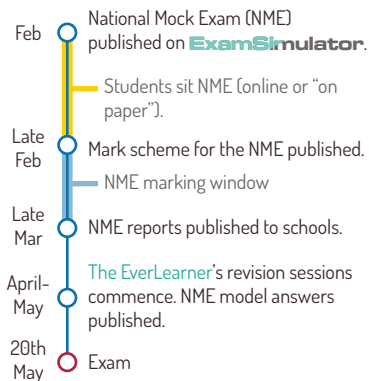 Feb
National Mock Exam (NME)
published on ExamSimulator.
Students sit NME (online or “on
paper”).
Late
Feb
Mark scheme for the NME published.
NME marking window
Late
Mar
NME reports published to schools.
April-
May
The EverLearner’s revision sessions
commence. NME model answers
published.
20th
May
Exam